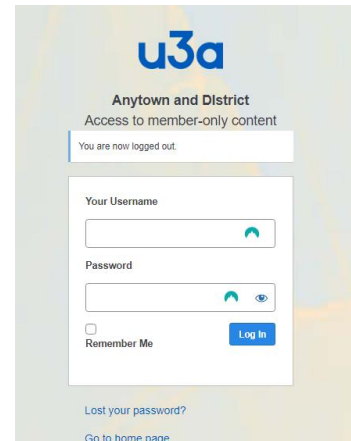 u3a
Anytown and DIstrict
Access to member-only content
You are now logged out.
Your Username
Password
Remember Me
Log In
Lost your password?
Go to home page